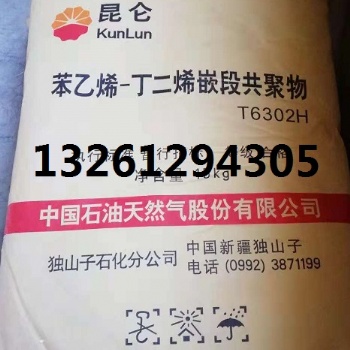 昆仑
KunLun
苯乙烯-丁二烯嵌段共聚物
T6302H
13261294305
中国石油天然气股份有限公司
独山子石化分公司
中国新疆独山子
电话 (0992) 3871199